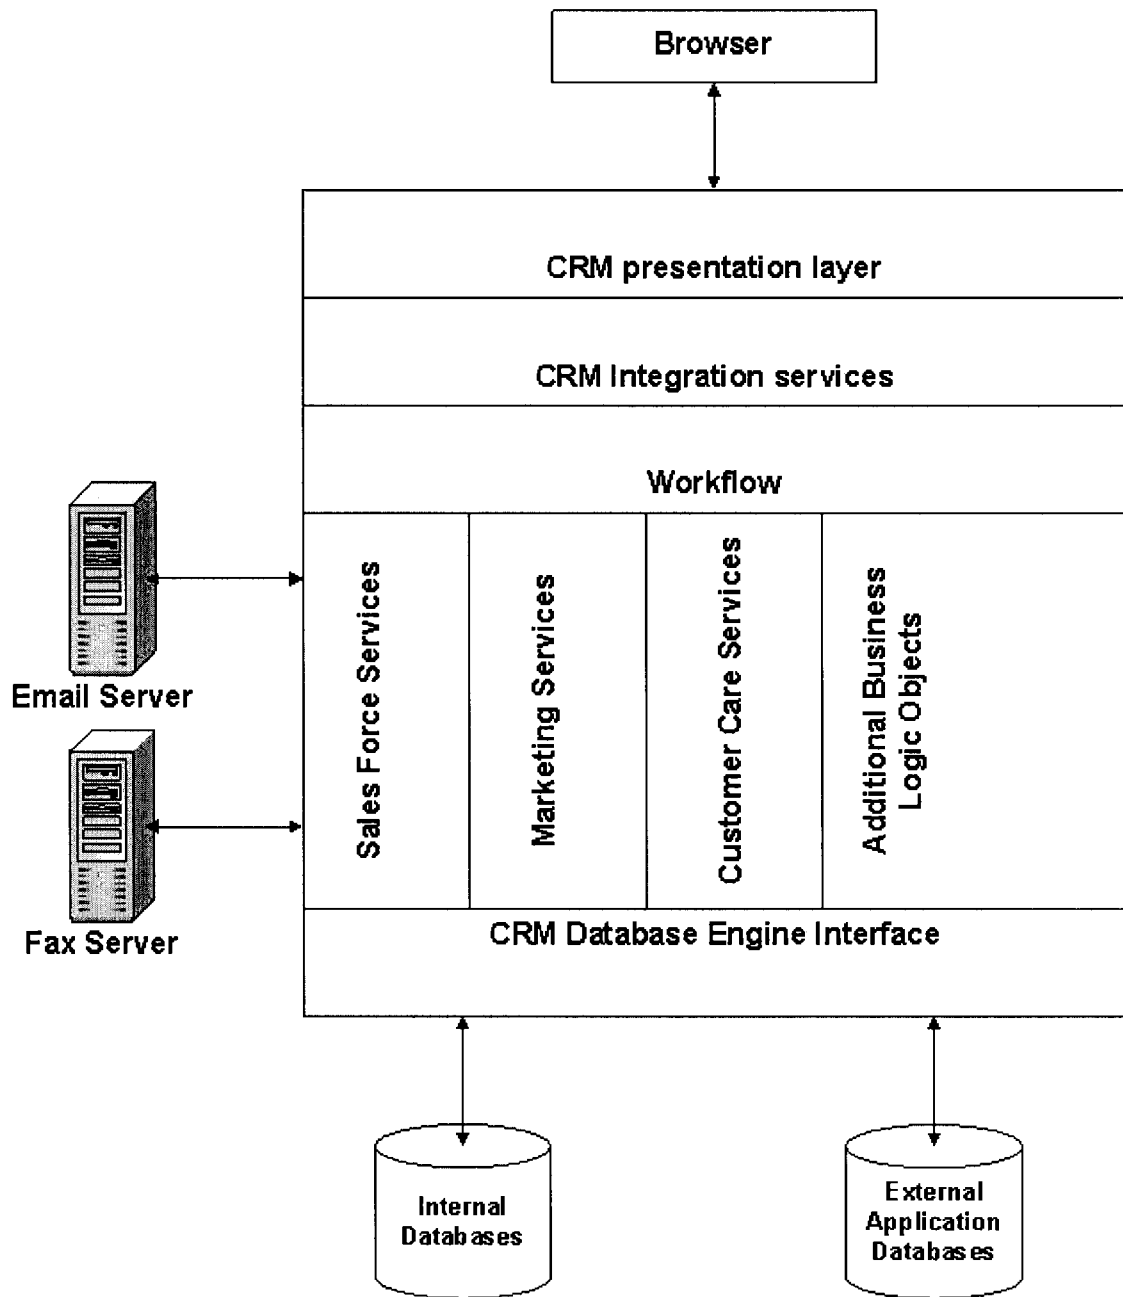 Browser
CRM presentation layer
CRM Integration services
Workflow
Email Server
Fax Server
Sales Force Services
Marketing Services
Customer Care Services
Additional Business
Logic Objects
CRM Database Engine Interface
Internal
Databases
External
Application
Databases